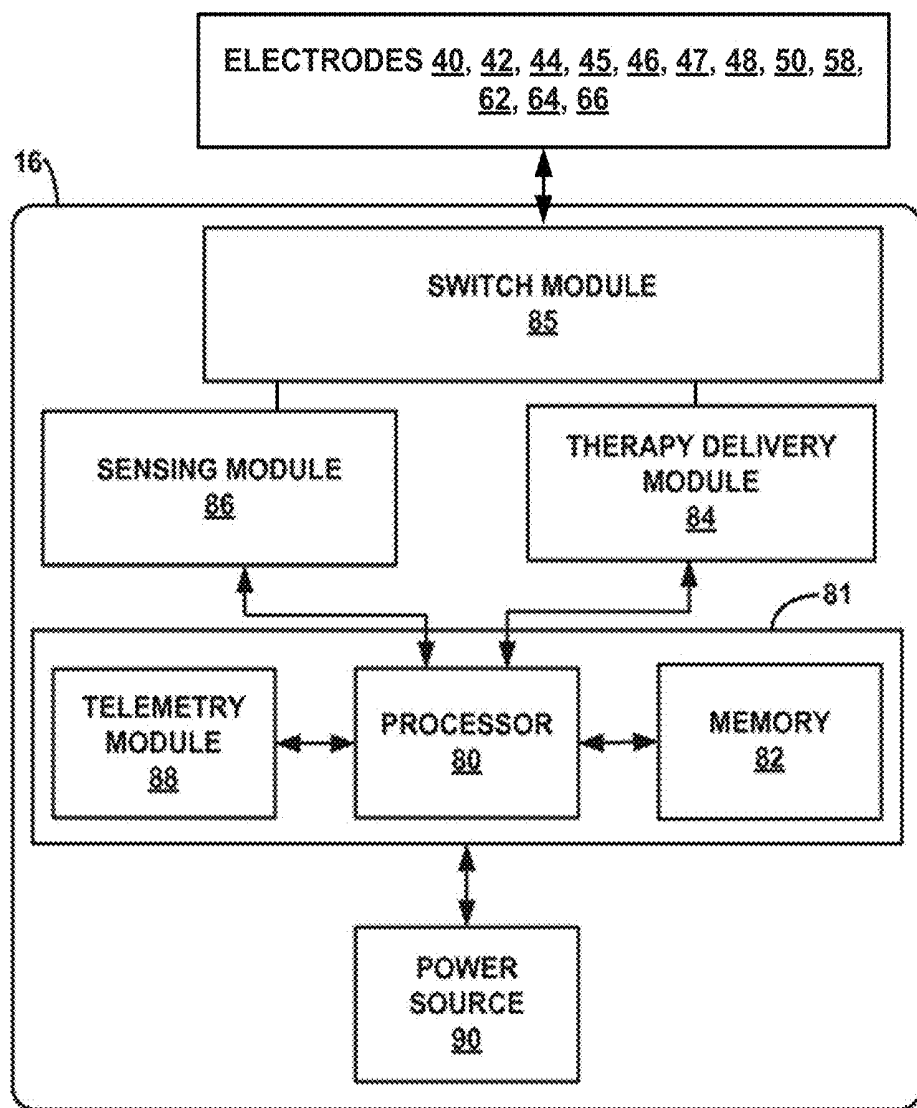 ELECTRODES 40, 42, 44, 45, 46, 47, 48, 50, 58,
62, 64, 66
16
SWITCH MODULE
85
SENSING MODULE
86
THERAPY DELIVERY
MODULE
84
81
TELEMETRY
MODULE
88
PROCESSOR
80
MEMORY
82
POWER
SOURCE
90